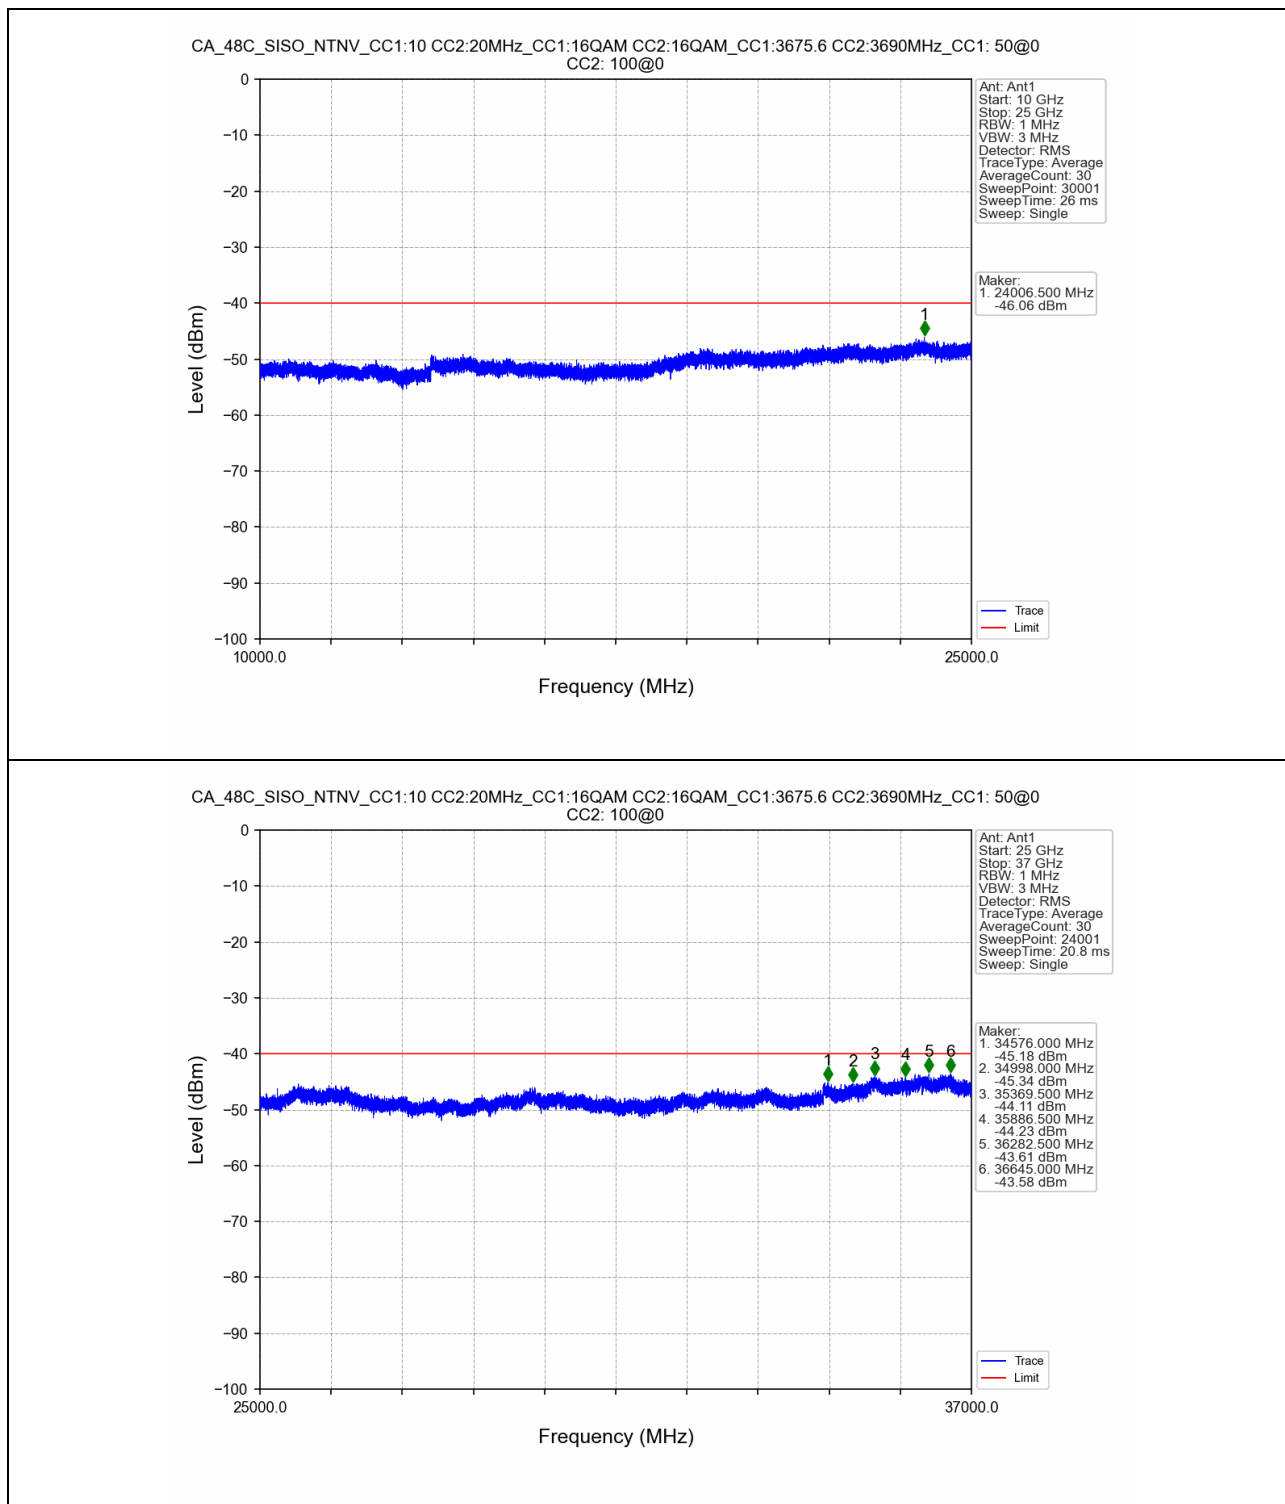 CA_48C_SISO_NTNV_CC1:10 CC2:20MHz_CC1:16QAM CC2:16QAM_CC1:3675.6 CC2:3690MHz_CC1: 50@0
CC2: 100@0
0
−10
−20
−30
−40
−50
−60
−70
−80
−90
−100
Level (dBm)
1
10000.0
25000.0
Frequency (MHz)
Ant: Ant1
Start: 10 GHz
Stop: 25 GHz
RBW: 1 MHz
VBW: 3 MHz
Detector: RMS
TraceType: Average
AverageCount: 30
SweepPoint: 30001
SweepTime: 26 ms
Sweep: Single
Maker:
1. 24006.500 MHz
-46.06 dBm
Trace
Limit
CA_48C_SISO_NTNV_CC1:10 CC2:20MHz_CC1:16QAM CC2:16QAM_CC1:3675.6 CC2:3690MHz_CC1: 50@0
CC2: 100@0
0
−10
−20
−30
−40
−50
−60
−70
−80
−90
−100
Level (dBm)
1 2 3 4 5 6
25000.0
37000.0
Frequency (MHz)
Ant: Ant1
Start: 25 GHz
Stop: 37 GHz
RBW: 1 MHz
VBW: 3 MHz
Detector: RMS
TraceType: Average
AverageCount: 30
SweepPoint: 24001
SweepTime: 20.8 ms
Sweep: Single
Maker:
1. 34576.000 MHz
-45.18 dBm
2. 34998.000 MHz
-45.34 dBm
3. 35369.500 MHz
-44.11 dBm
4. 35886.500 MHz
-44.23 dBm
5. 36282.500 MHz
-43.61 dBm
6. 36645.000 MHz
-43.58 dBm
Trace
Limit